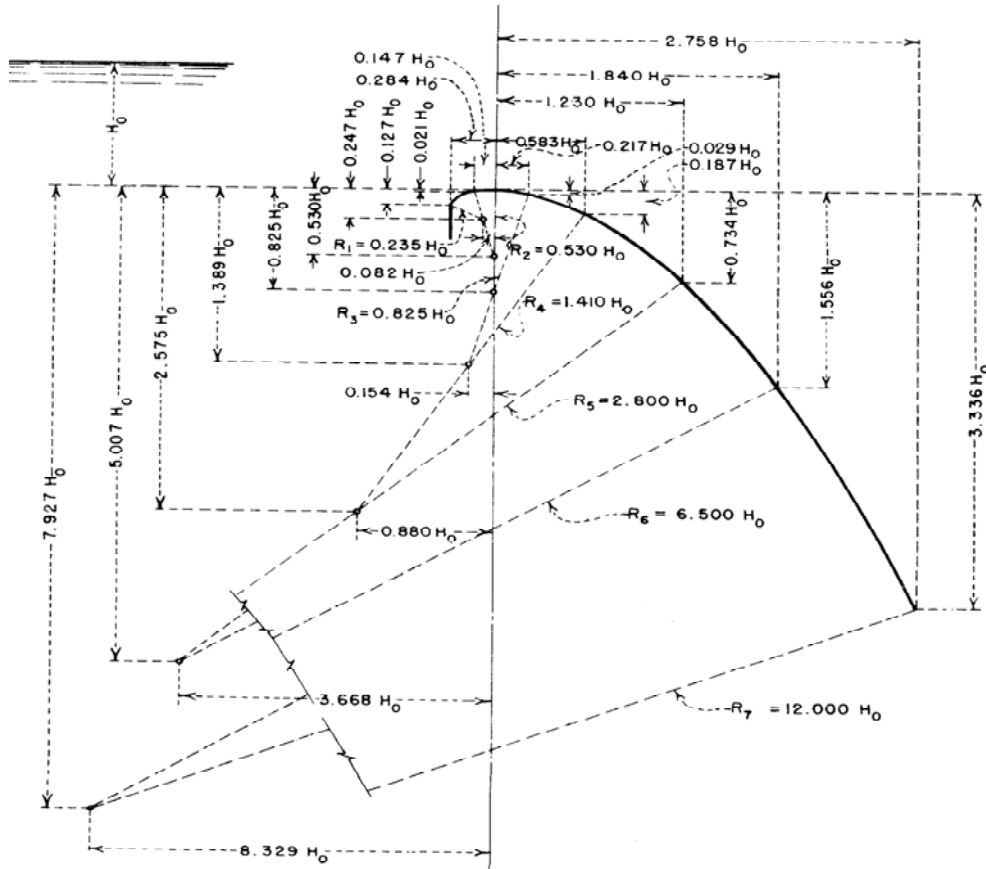 2.758 H₀
0.147 H₀
1.840 H₀
0.284 H₀
1.230 H₀
H₀
0.247 H₀
0.127 H₀
0.021 H₀
0.583 H₀
0.217 H₀
0.029 H₀
0.187 H₀
0.530 H₀
0.825 H₀
R₁ = 0.235 H₀
R₂ = 0.530 H₀
0.734 H₀
0.082 H₀
1.389 H₀
R₃ = 0.825 H₀
R₄ = 1.410 H₀
1.556 H₀
2.575 H₀
0.154 H₀
R₅ = 2.800 H₀
3.336 H₀
5.007 H₀
7.927 H₀
0.880 H₀
R₆ = 6.500 H₀
3.668 H₀
R₇ = 12.000 H₀
8.329 H₀